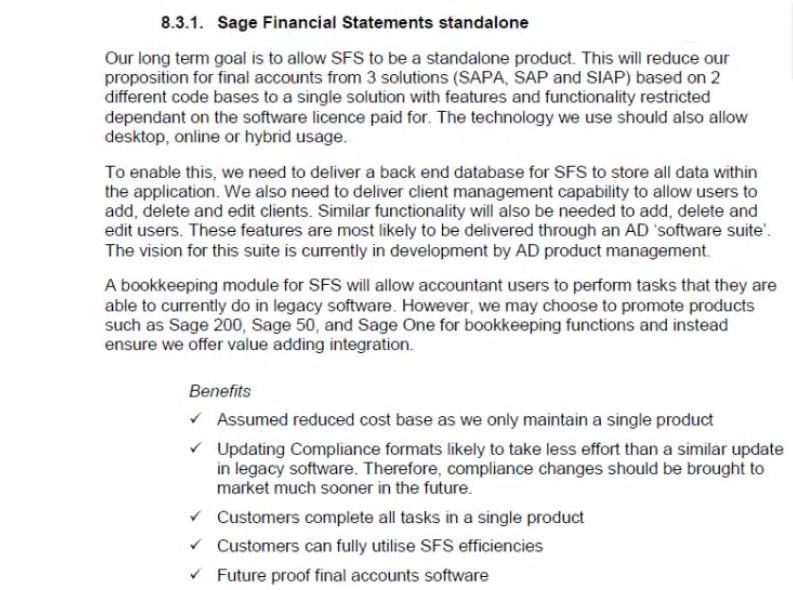 8.3.1. Sage Financial Statements standalone
Our long term goal is to allow SFS to be a standalone product. This will reduce our
proposition for final accounts from 3 solutions (SAPA, SAP and SIAP) based on 2
different code bases to a single solution with features and functionality restricted
dependant on the software licence paid for. The technology we use should also allow
desktop, online or hybrid usage.
To enable this, we need to deliver a back end database for SFS to store all data within
the application. We also need to deliver client management capability to allow users to
add, delete and edit clients. Similar functionality will also be needed to add, delete and
edit users. These features are most likely to be delivered through an AD 'software suite'.
The vision for this suite is currently in development by AD product management.
A bookkeeping module for SFS will allow accountant users to perform tasks that they are
able to currently do in legacy software. However, we may choose to promote products
such as Sage 200, Sage 50, and Sage One for bookkeeping functions and instead
ensure we offer value adding integration.
Benefits
✓ Assumed reduced cost base as we only maintain a single product
✓ Updating Compliance formats likely to take less effort than a similar update
in legacy software. Therefore, compliance changes should be brought to
market much sooner in the future.
✓ Customers complete all tasks in a single product
✓ Customers can fully utilise SFS efficiencies
✓ Future proof final accounts software